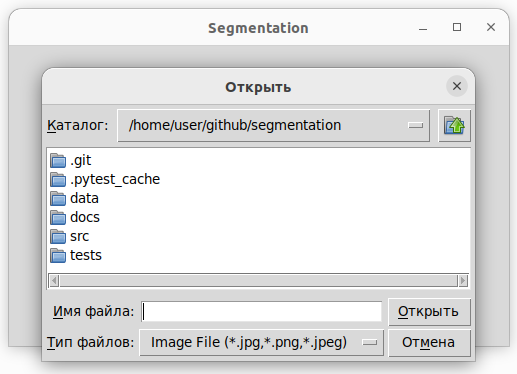 Segmentation
Открыть
Каталог: /home/user/github/segmentation
.git
.pytest_cache
data
docs
src
tests
Имя файла: Открыть
Тип файлов: Image File (*.jpg,*.png,*.jpeg) Отмена